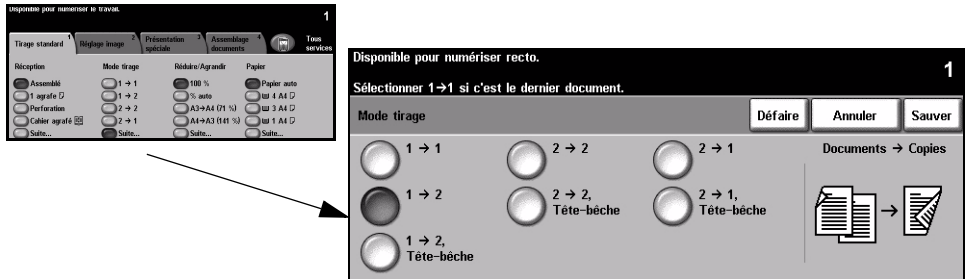 Disponible pour numériser le travail.
1
Tirage standard 1
Réglage image 2
Présentation spéciale 3
Assemblage documents 4
Tous services
Réception
Assemblé
1 agrafe
Perforation
Cahier agrafé
Suite...
Mode tirage
1 → 1
1 → 2
2 → 2
2 → 1
Suite...
Réduire/Agrandir
100 %
% auto
A3→A4 (71 %)
A4→A3 (141 %)
Suite...
Papier
Papier auto
4 A4
3 A4
1 A4
Suite...
Disponible pour numériser recto.
1
Sélectionner 1→1 si c'est le dernier document.
Mode tirage
Défaire
Annuler
Sauver
1 → 1
2 → 2
2 → 1
Documents → Copies
1 → 2
2 → 2,
Tête-bêche
2 → 1,
Tête-bêche
1 → 2,
Tête-bêche